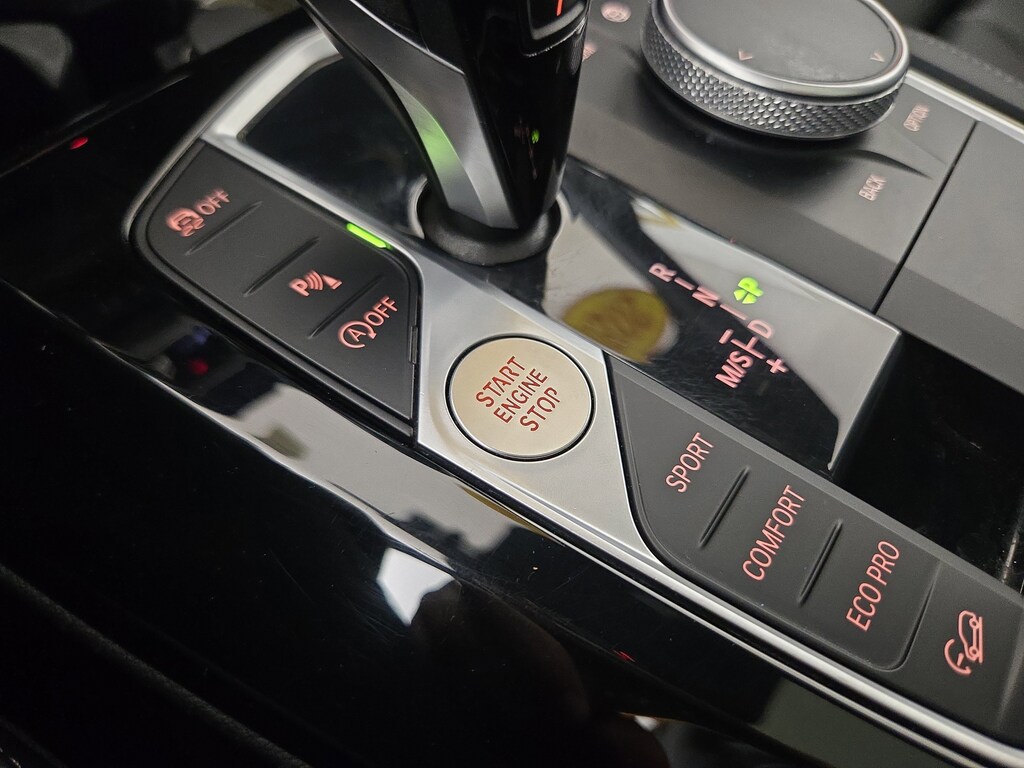 OFF
P
A OFF
START
ENGINE
STOP
R
N
D
P
M/S
+
SPORT
COMFORT
ECO PRO
OPTION
BACK